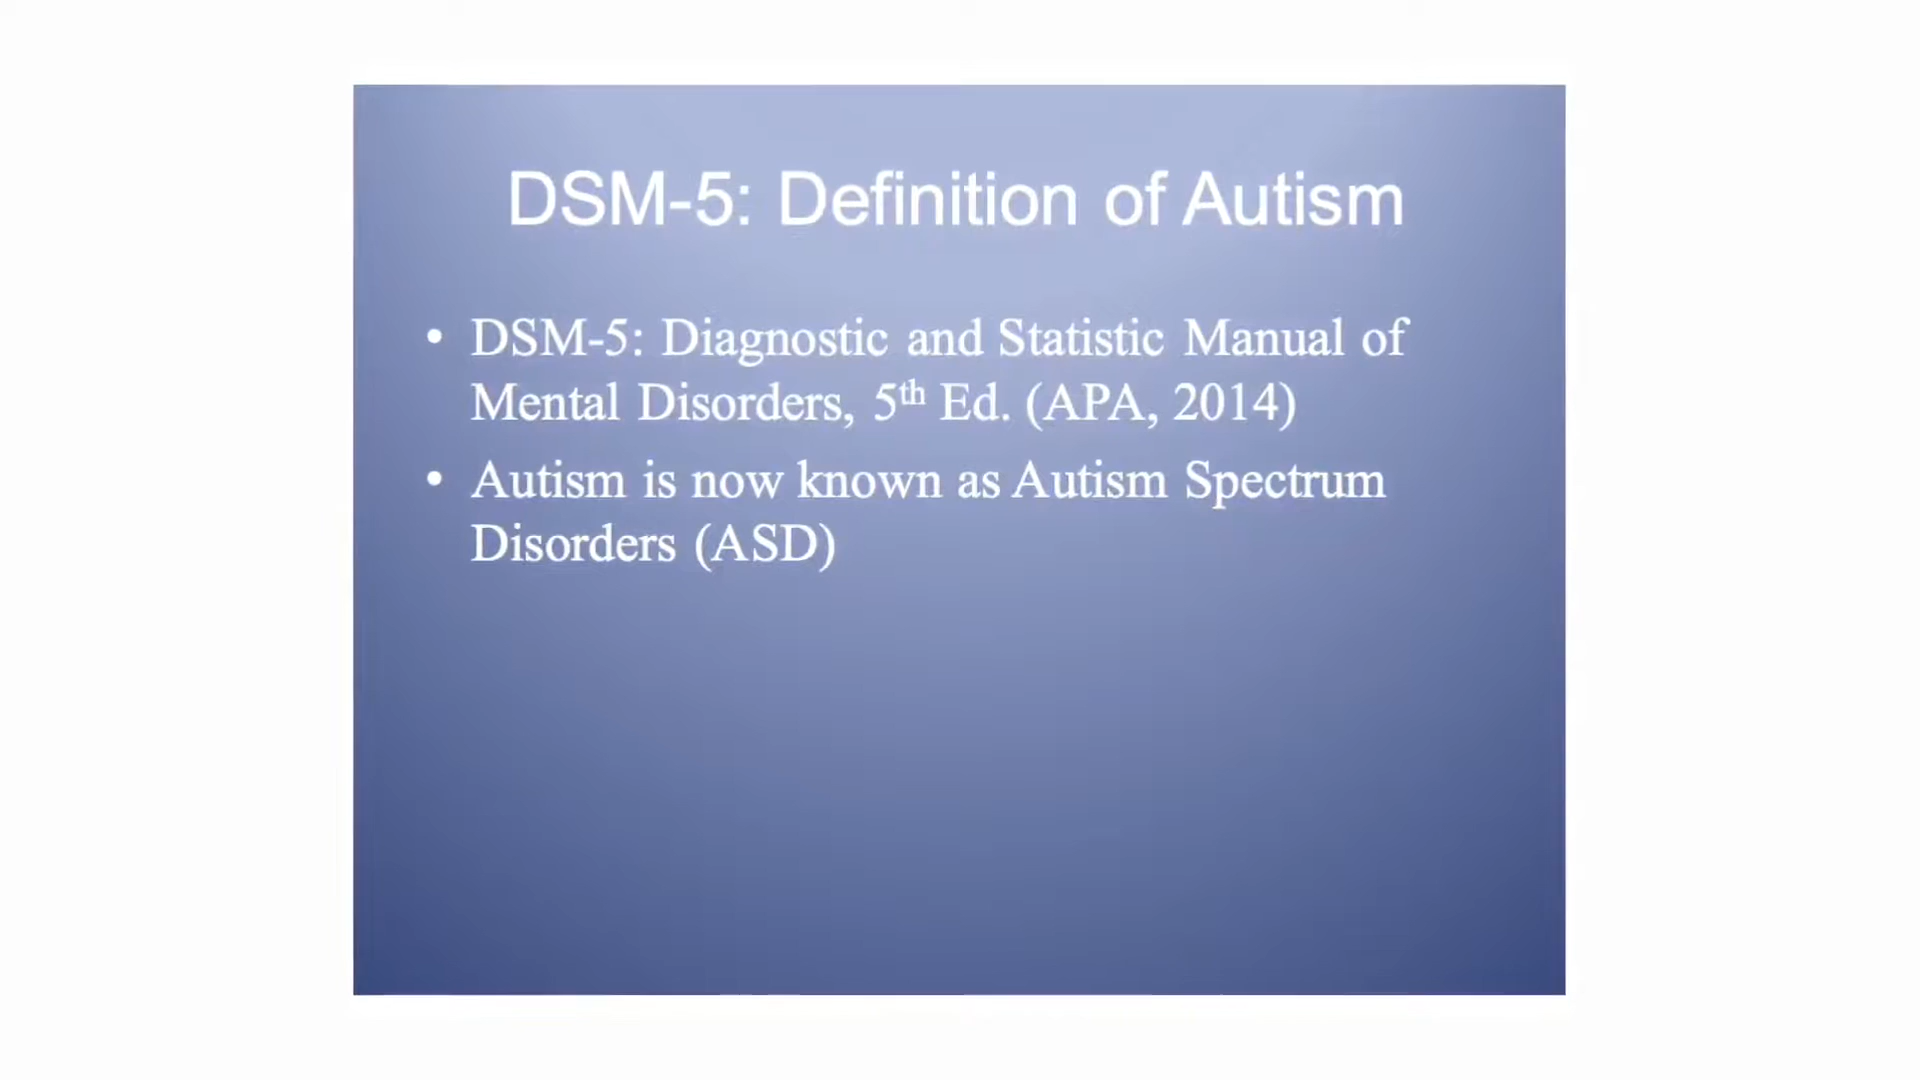 DSM-5: Definition of Autism
• DSM-5: Diagnostic and Statistic Manual of
Mental Disorders, 5th Ed. (APA, 2014)
• Autism is now known as Autism Spectrum
Disorders (ASD)